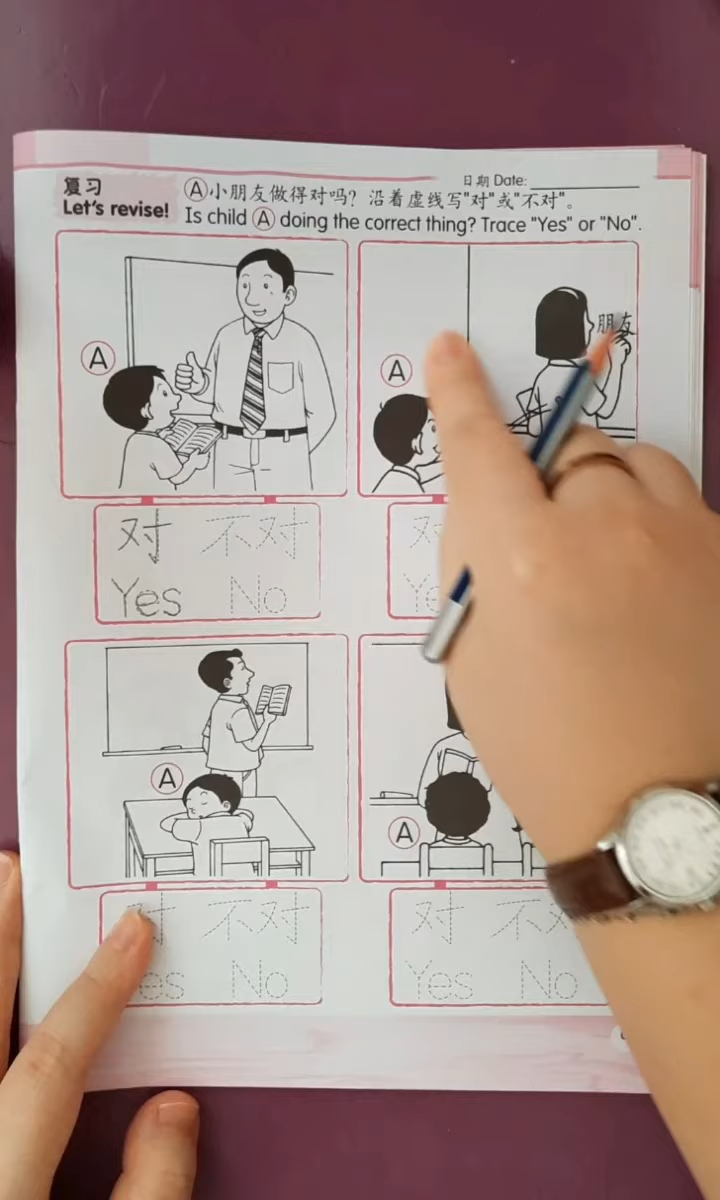 复习
Let's revise!
日期 Date:
Ⓐ小朋友做得对吗？沿着虚线写"对"或"不对"。
Is child Ⓐ doing the correct thing? Trace "Yes" or "No".
A
A
朋友
对 不对
Yes No
对
A
A
对 不对
Yes No
不对
No